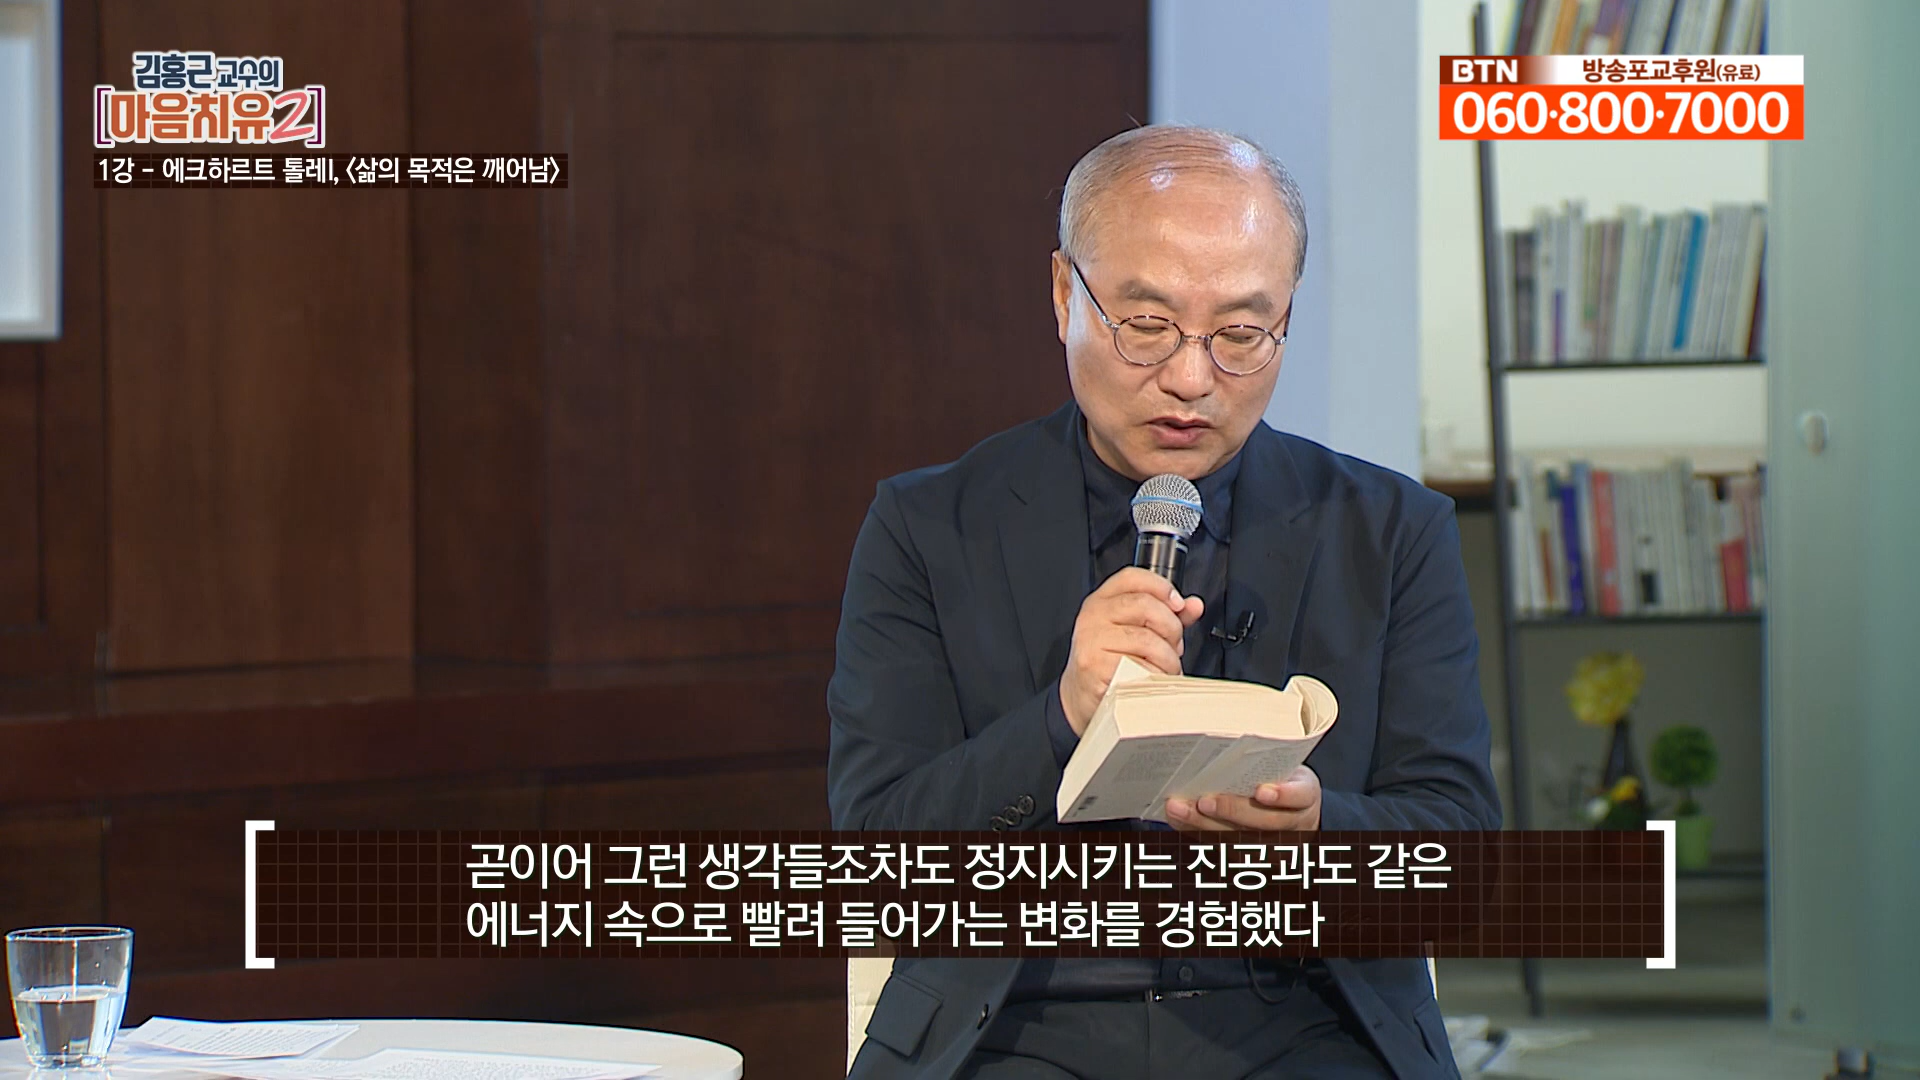 김홍근 교수의
[마음치유2]
1강 - 에크하르트 톨레I, <삶의 목적은 깨어남>
BTN 방송포교후원(유료)
060·800·7000
곧이어 그런 생각들조차도 정지시키는 진공과도 같은
에너지 속으로 빨려 들어가는 변화를 경험했다